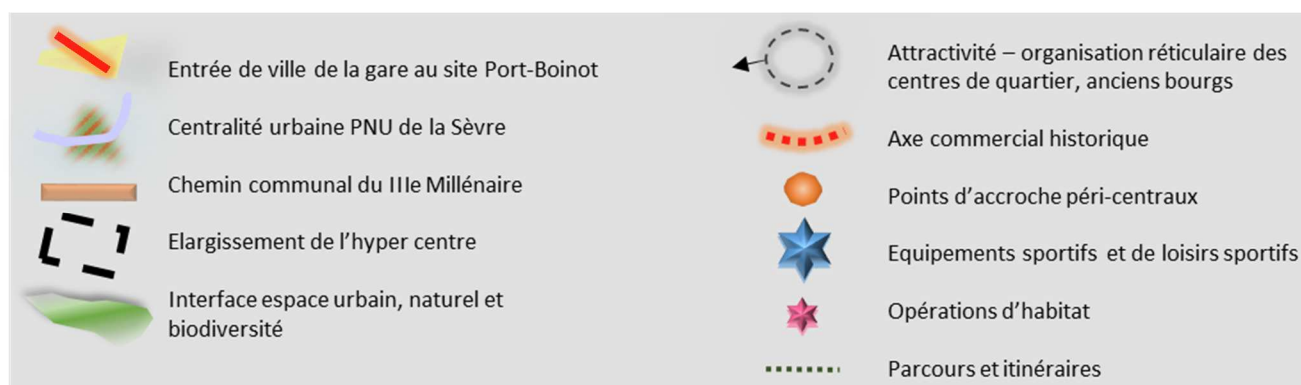 Entrée de ville de la gare au site Port-Boinot
Centralité urbaine PNU de la Sèvre
Chemin communal du IIIe Millénaire
Elargissement de l'hyper centre
Interface espace urbain, naturel et
biodiversité
Attractivité – organisation réticulaire des
centres de quartier, anciens bourgs
Axe commercial historique
Points d'accroche péri-centraux
Equipements sportifs et de loisirs sportifs
Opérations d'habitat
Parcours et itinéraires